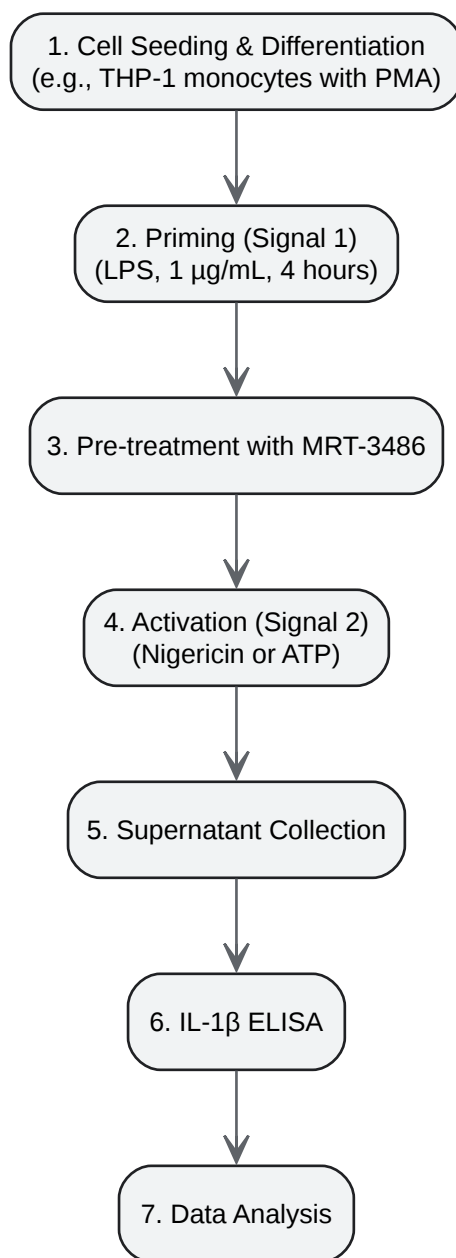 1. Cell Seeding & Differentiation
(e.g., THP-1 monocytes with PMA)
2. Priming (Signal 1)
(LPS, 1 µg/mL, 4 hours)
3. Pre-treatment with MRT-3486
4. Activation (Signal 2)
(Nigericin or ATP)
5. Supernatant Collection
6. IL-1β ELISA
7. Data Analysis